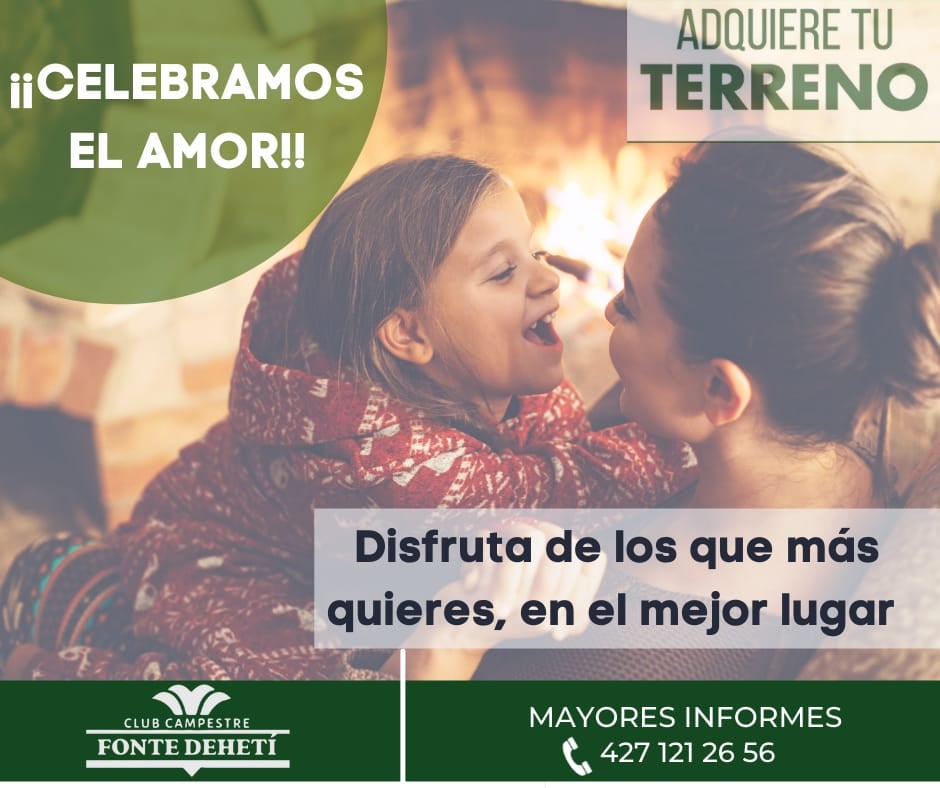 ¡¡CELEBRAMOS
EL AMOR!!
ADQUIERE TU
TERRENO
Disfruta de los que más
quieres, en el mejor lugar
CLUB CAMPESTRE
FONTE DEHETÍ
MAYORES INFORMES
427 121 26 56